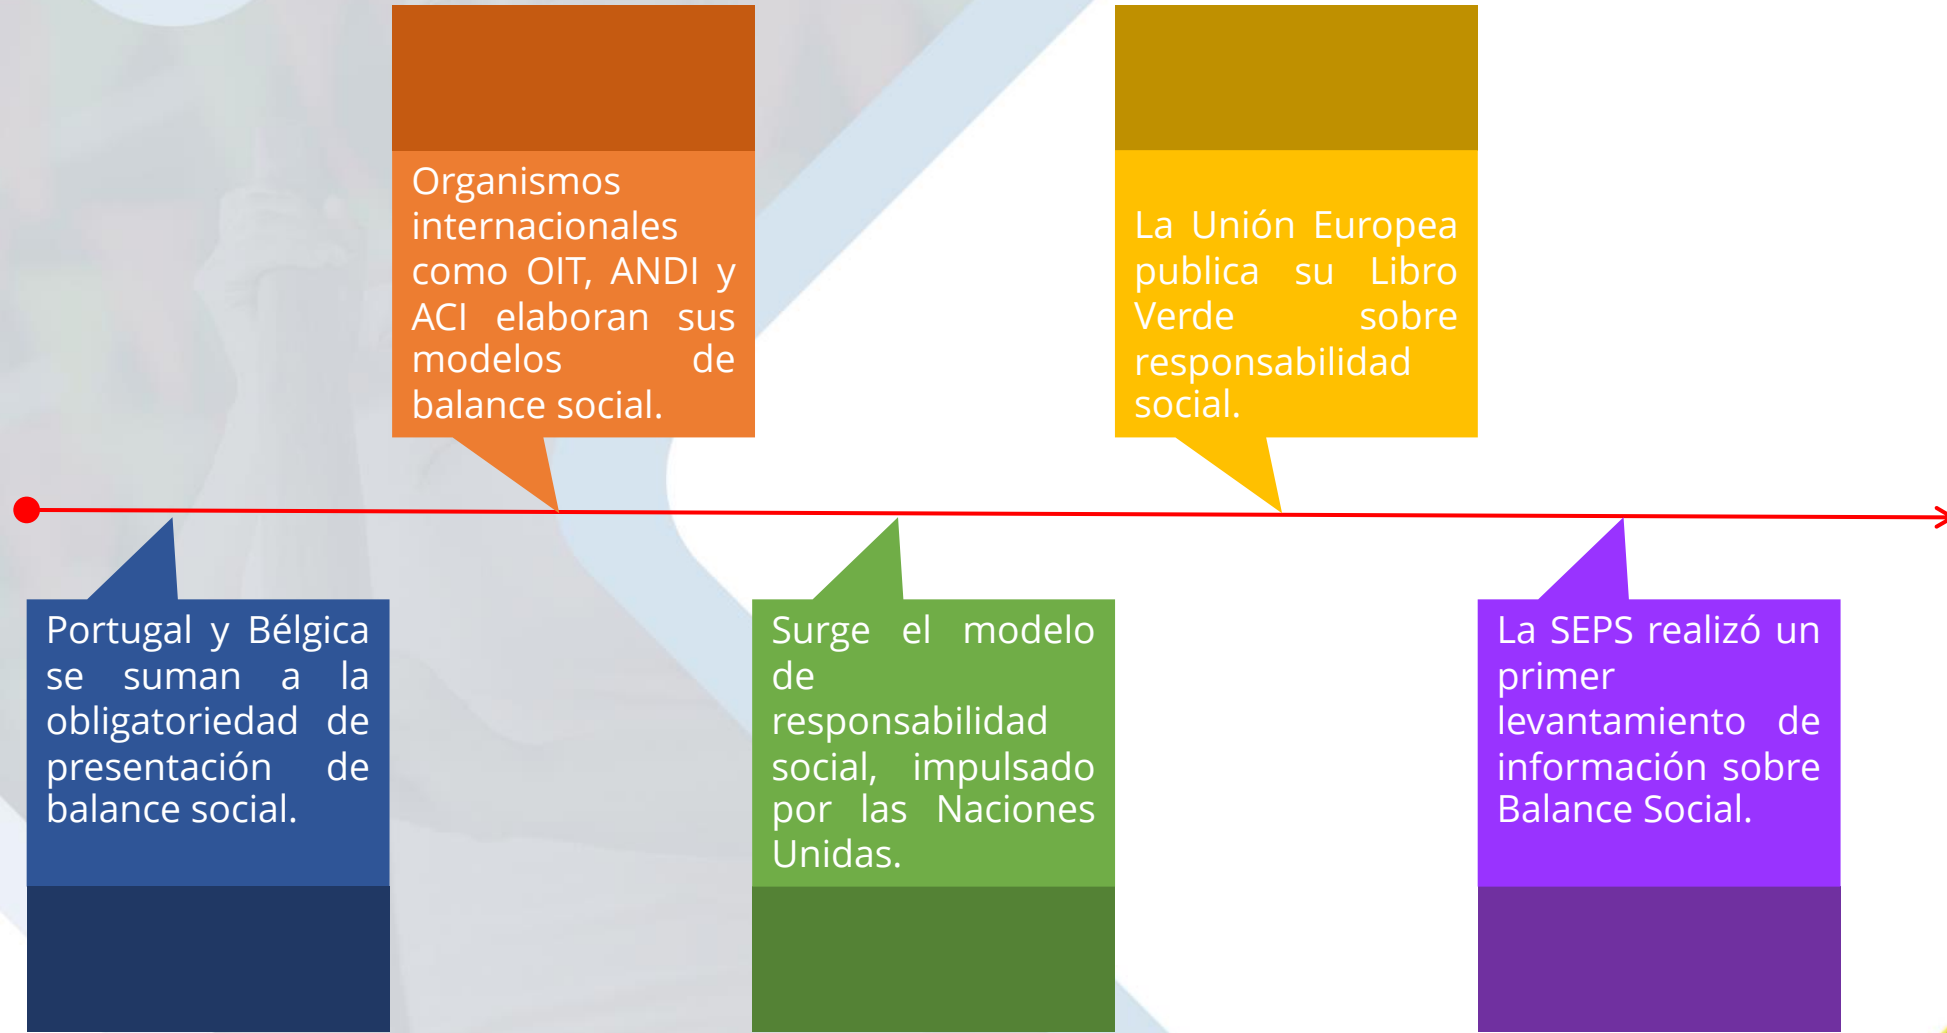 Portugal y Bélgica
se suman a la
obligatoriedad de
presentación de
balance social.
Organismos
internacionales
como OIT, ANDI y
ACI elaboran sus
modelos de
balance social.
Surge el modelo
de
responsabilidad
social, impulsado
por las Naciones
Unidas.
La Unión Europea
publica su Libro
Verde sobre
responsabilidad
social.
La SEPS realizó un
primer
levantamiento de
información sobre
Balance Social.